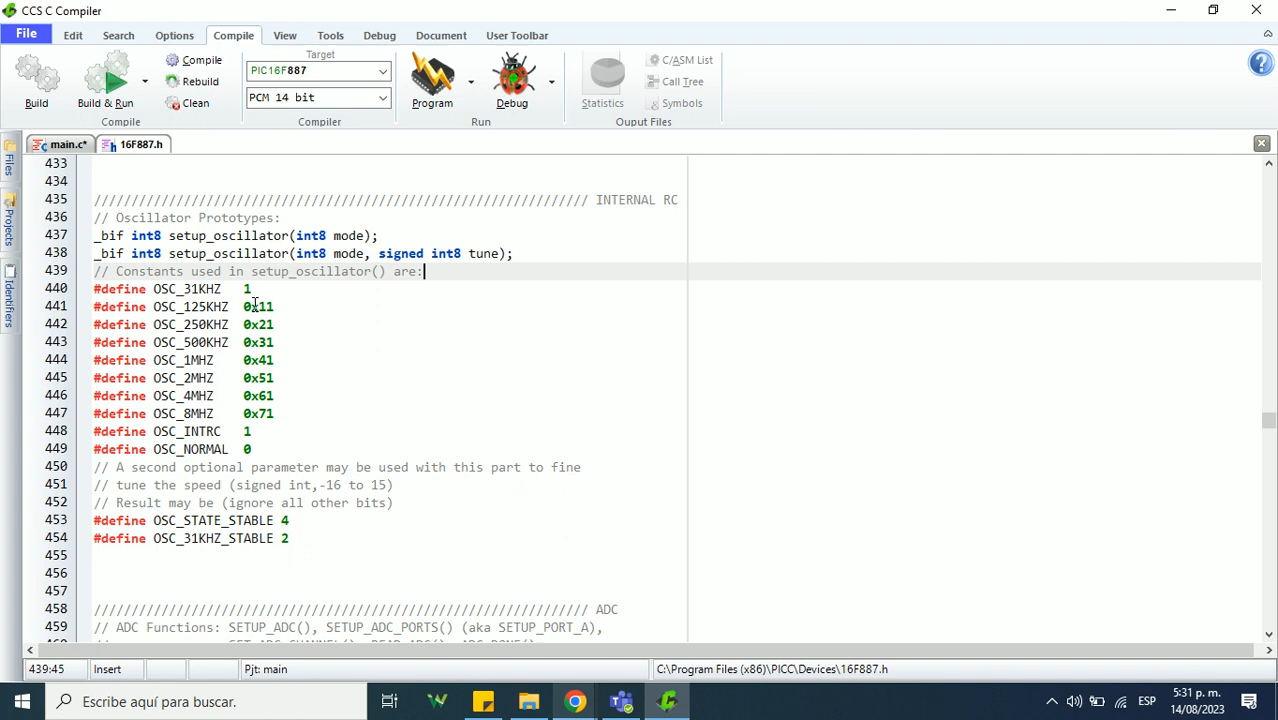 CCS C Compiler
File Edit Search Options Compile View Tools Debug Document User Toolbar
Build
Build & Run
Compile
Rebuild
Clean
Compile
Target
PIC16F887
PCM 14 bit
Compiler
Program
Debug
Run
Statistics
C/ASM List
Call Tree
Symbols
Ouput Files
main.c* 16F887.h
Files
Projects
Identifiers
433
434
435 ////////////////////////////////////////////////////////////////// INTERNAL RC
436 // Oscillator Prototypes:
437 _bif int8 setup_oscillator(int8 mode);
438 _bif int8 setup_oscillator(int8 mode, signed int8 tune);
439 // Constants used in setup_oscillator() are:
440 #define OSC_31KHZ 1
441 #define OSC_125KHZ 0x11
442 #define OSC_250KHZ 0x21
443 #define OSC_500KHZ 0x31
444 #define OSC_1MHZ 0x41
445 #define OSC_2MHZ 0x51
446 #define OSC_4MHZ 0x61
447 #define OSC_8MHZ 0x71
448 #define OSC_INTRC 1
449 #define OSC_NORMAL 0
450 // A second optional parameter may be used with this part to fine
451 // tune the speed (signed int,-16 to 15)
452 // Result may be (ignore all other bits)
453 #define OSC_STATE_STABLE 4
454 #define OSC_31KHZ_STABLE 2
455
456
457
458 ////////////////////////////////////////////////////////////////// ADC
459 // ADC Functions: SETUP_ADC(), SETUP_ADC_PORTS() (aka SETUP_PORT_A),
439:45 Insert Pjt: main C:\Program Files (x86)\PICC\Devices\16F887.h
Escribe aquí para buscar.
ESP
5:31 p. m.
14/08/2023